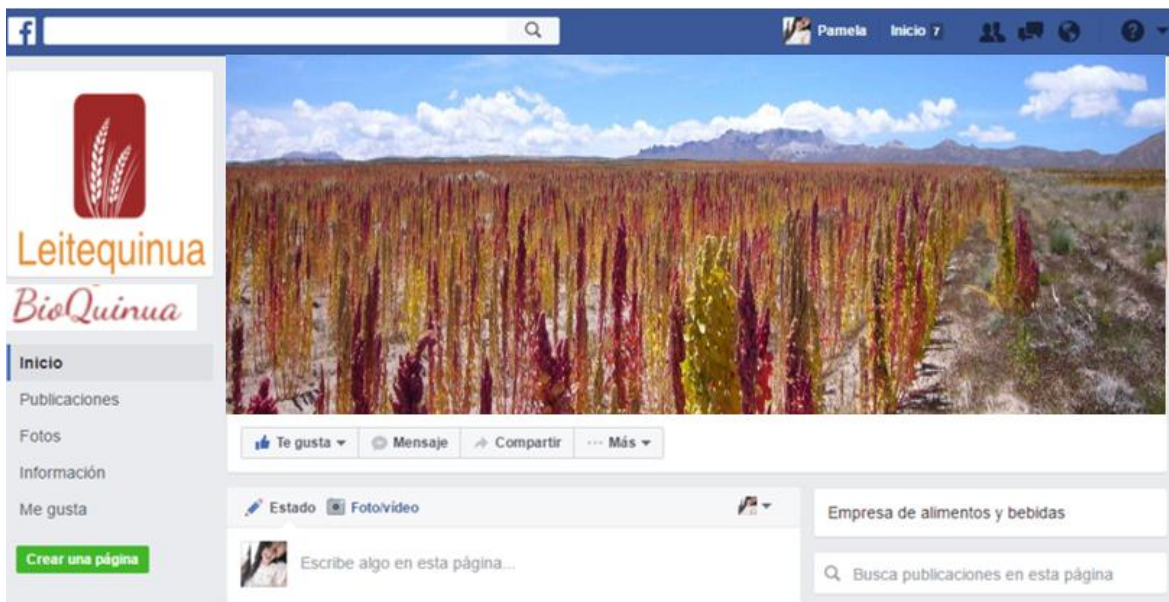 f
Pamela Inicio 7
Leitequinua
BioQuinua
Inicio
Publicaciones
Fotos
Información
Me gusta
Crear una página
Te gusta Mensaje Compartir ··· Más
Estado Foto/vídeo
Escribe algo en esta página...
Empresa de alimentos y bebidas
Busca publicaciones en esta página